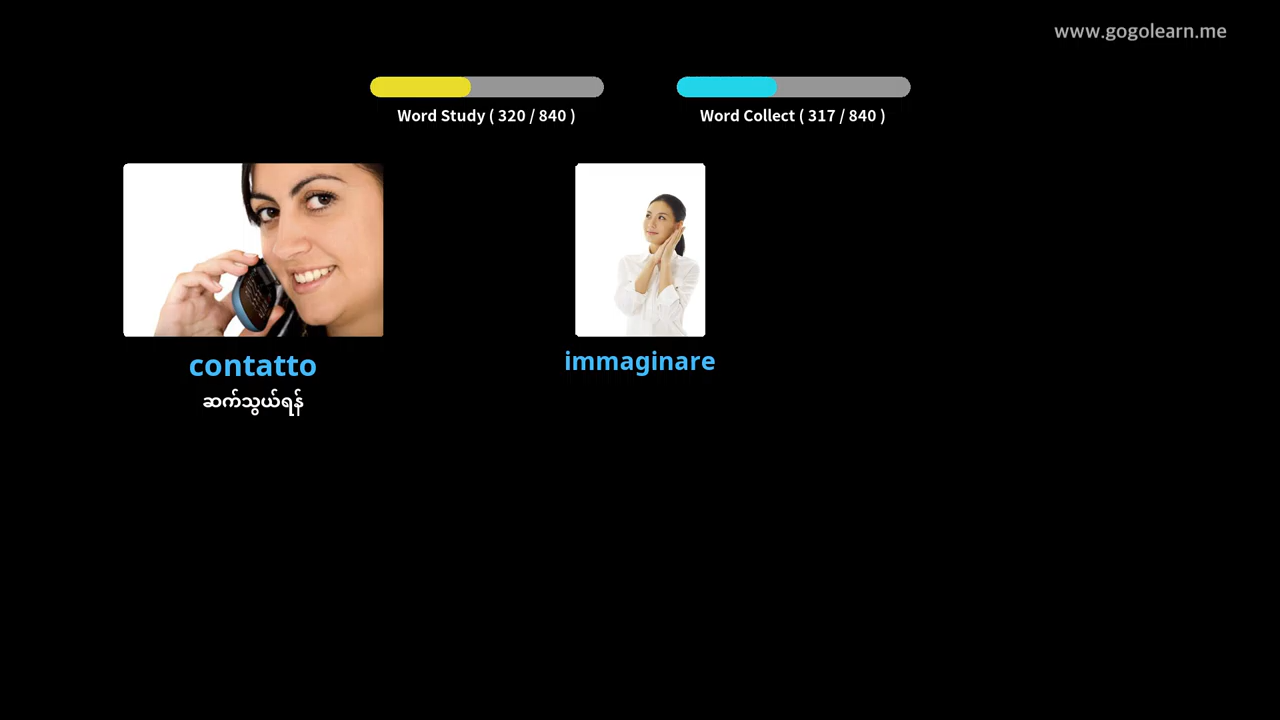 www.gogolearn.me
Word Study ( 320 / 840 )
Word Collect ( 317 / 840 )
contatto
ဆက်သွယ်ရန်
immaginare